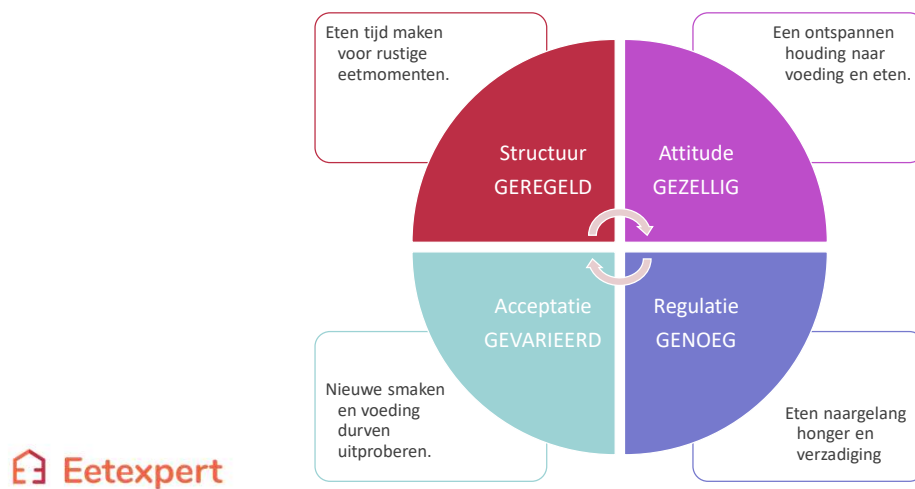 Eten tijd maken
voor rustige
eetmomenten.
Een ontspannen
houding naar
voeding en eten.
Structuur
GEREGELD
Attitude
GEZELLIG
Acceptatie
GEVARIEERD
Regulatie
GENOEG
Nieuwe smaken
en voeding
durven
uitproberen.
Eten naargelang
honger en
verzadiging
Eetexpert